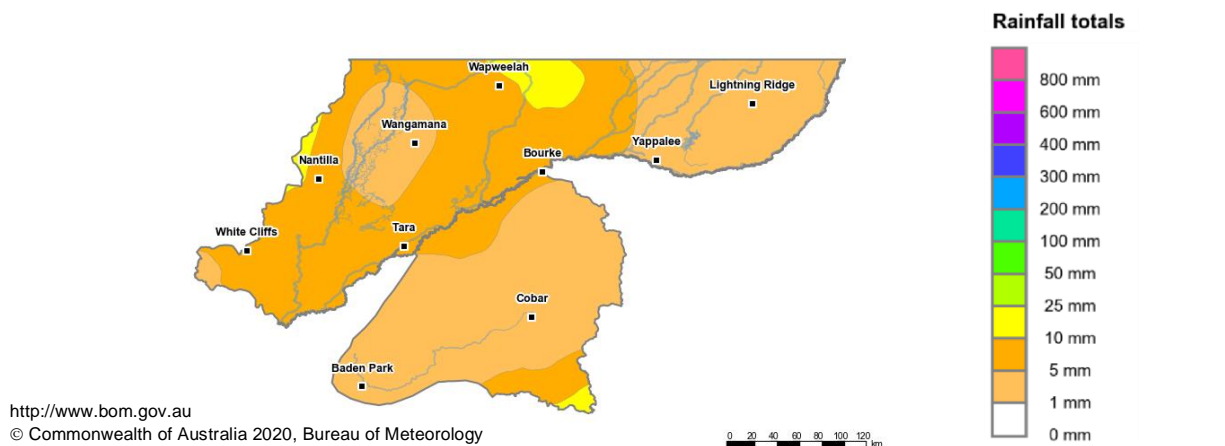 Rainfall totals
800 mm
600 mm
400 mm
300 mm
200 mm
100 mm
50 mm
25 mm
10 mm
5 mm
1 mm
0 mm
Wapweelah
Lightning Ridge
Wangamana
Yappalee
Bourke
Nantilla
Tara
White Cliffs
Cobar
Baden Park
http://www.bom.gov.au
© Commonwealth of Australia 2020, Bureau of Meteorology
0 20 40 60 80 100 120
km